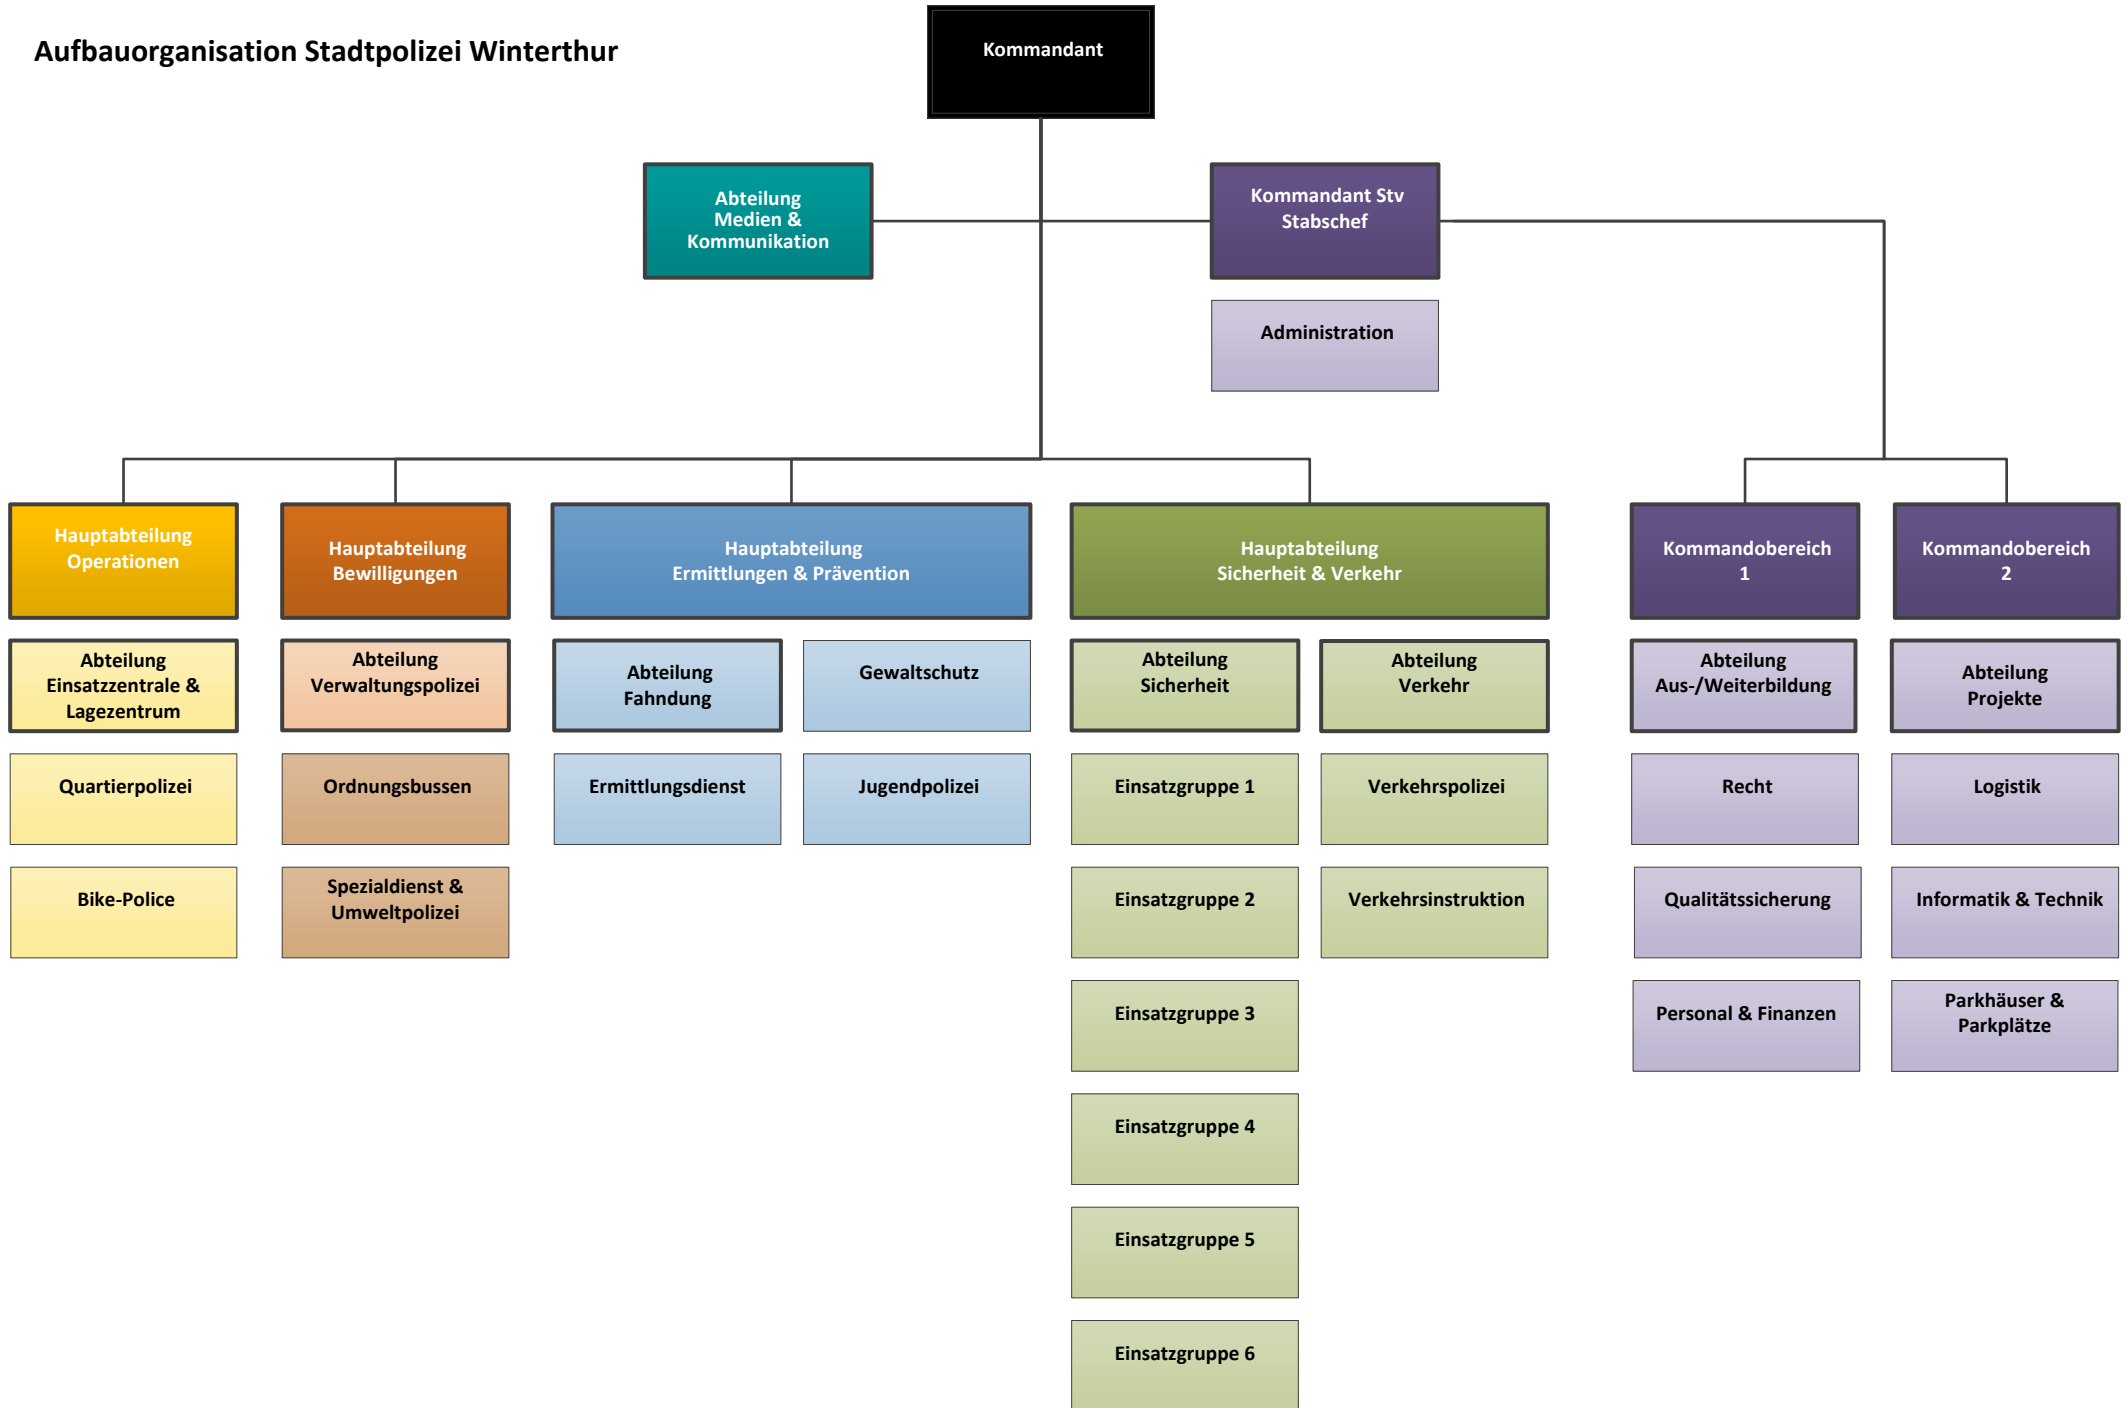 Aufbauorganisation Stadtpolizei Winterthur
Kommandant
Abteilung
Medien &
Kommunikation
Kommandant Stv
Stabschef
Administration
Hauptabteilung
Operationen
Hauptabteilung
Bewilligungen
Hauptabteilung
Ermittlungen & Prävention
Hauptabteilung
Sicherheit & Verkehr
Kommandobereich
1
Kommandobereich
2
Abteilung
Einsatzzentrale &
Lagezentrum
Abteilung
Verwaltungspolizei
Abteilung
Fahndung
Gewaltschutz
Abteilung
Sicherheit
Abteilung
Verkehr
Abteilung
Aus-/Weiterbildung
Abteilung
Projekte
Quartierpolizei
Ordnungsbussen
Ermittlungsdienst
Jugendpolizei
Einsatzgruppe 1
Verkehrspolizei
Recht
Logistik
Bike-Police
Spezialdienst &
Umweltpolizei
Einsatzgruppe 2
Verkehrsinstruktion
Qualitätssicherung
Informatik & Technik
Einsatzgruppe 3
Personal & Finanzen
Parkhäuser &
Parkplätze
Einsatzgruppe 4
Einsatzgruppe 5
Einsatzgruppe 6